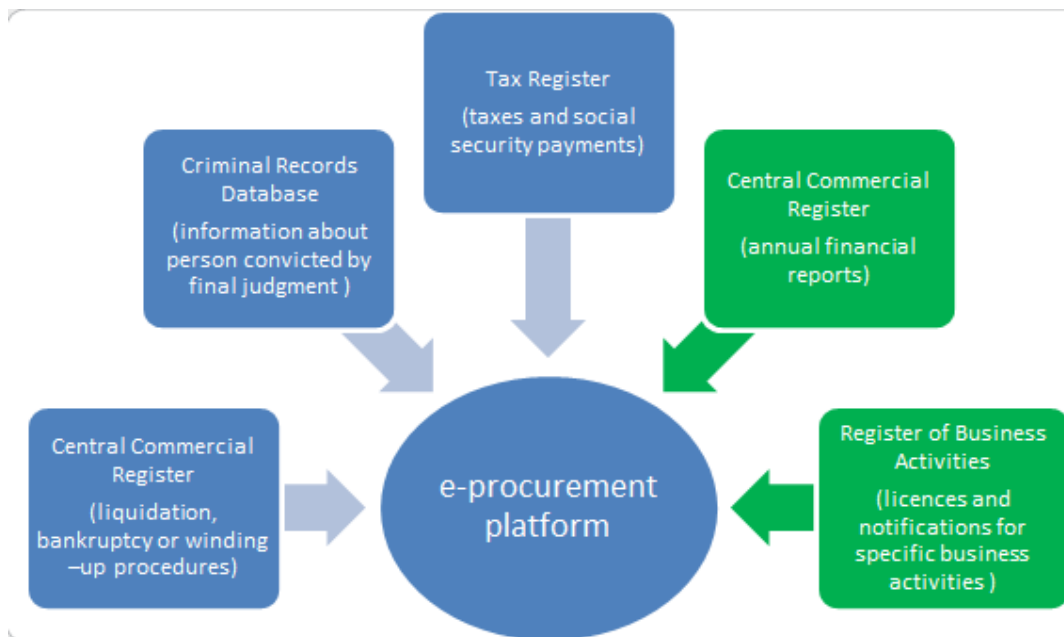 Tax Register
(taxes and social
security payments)
Criminal Records
Database
(information about
person convicted by
final judgment )
Central Commercial
Register
(annual financial
reports)
Central Commercial
Register
(liquidation,
bankruptcy or winding
–up procedures)
e-procurement
platform
Register of Business
Activities
(licences and
notifications for
specific business
activities )